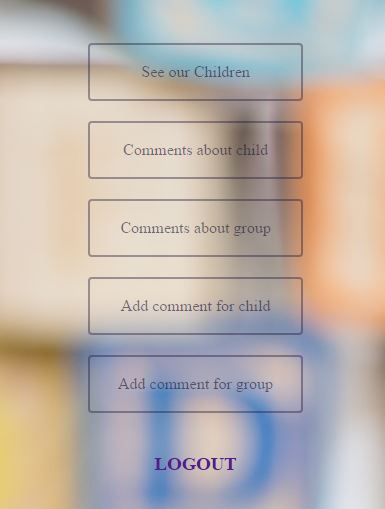 See our Children
Comments about child
Comments about group
Add comment for child
Add comment for group
LOGOUT